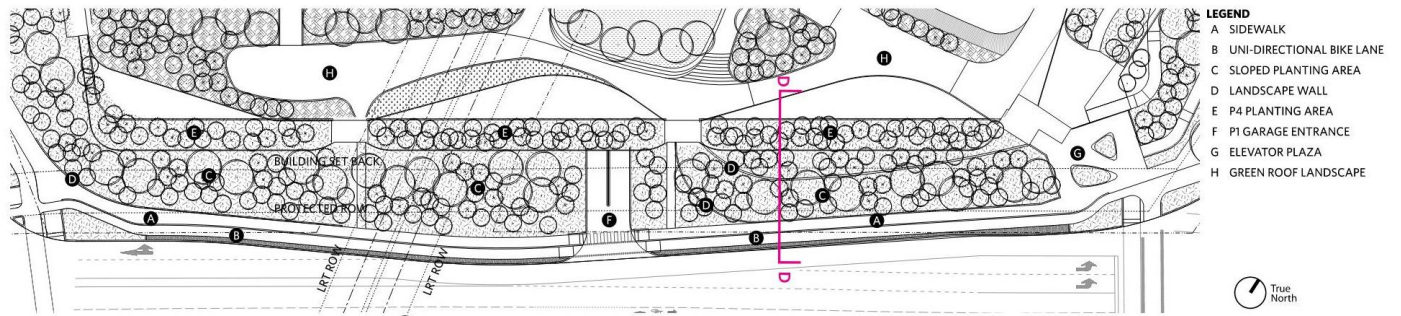 LEGEND
A SIDEWALK
B UNI-DIRECTIONAL BIKE LANE
C SLOPED PLANTING AREA
D LANDSCAPE WALL
E P4 PLANTING AREA
F P1 GARAGE ENTRANCE
G ELEVATOR PLAZA
H GREEN ROOF LANDSCAPE
H
H
D
E
E
E
BUILDING SET BACK
G
D
D
C
C
C
D
PROTECTED ROW
A
F
A
B
B
LRT ROW
LRT ROW
D
True
North